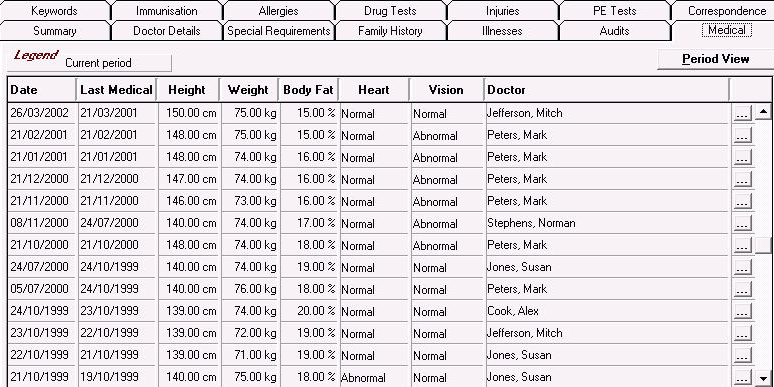 Keywords Immunisation Allergies Drug Tests Injuries PE Tests Correspondence
Summary Doctor Details Special Requirements Family History Illnesses Audits Medical
Legend Current period Period View
Date Last Medical Height Weight Body Fat Heart Vision Doctor
26/03/2002 21/03/2001 150.00 cm 75.00 kg 15.00 % Normal Normal Jefferson, Mitch ...
21/02/2001 21/02/2001 148.00 cm 75.00 kg 15.00 % Normal Abnormal Peters, Mark ...
21/01/2001 21/01/2001 148.00 cm 74.00 kg 16.00 % Normal Abnormal Peters, Mark ...
21/12/2000 21/12/2000 147.00 cm 74.00 kg 16.00 % Normal Abnormal Peters, Mark ...
21/11/2000 21/11/2000 146.00 cm 73.00 kg 16.00 % Normal Abnormal Peters, Mark ...
08/11/2000 24/07/2000 140.00 cm 74.00 kg 17.00 % Normal Abnormal Stephens, Norman ...
21/10/2000 21/10/2000 148.00 cm 74.00 kg 18.00 % Normal Abnormal Peters, Mark ...
24/07/2000 24/10/1999 140.00 cm 74.00 kg 19.00 % Normal Normal Jones, Susan ...
05/07/2000 24/10/1999 140.00 cm 76.00 kg 18.00 % Normal Normal Peters, Mark ...
24/10/1999 23/10/1999 139.00 cm 74.00 kg 20.00 % Normal Normal Cook, Alex ...
23/10/1999 22/10/1999 139.00 cm 72.00 kg 19.00 % Normal Normal Jefferson, Mitch ...
22/10/1999 21/10/1999 139.00 cm 71.00 kg 19.00 % Normal Normal Jones, Susan ...
21/10/1999 19/10/1999 140.00 cm 75.00 kg 18.00 % Abnormal Normal Jones, Susan ...